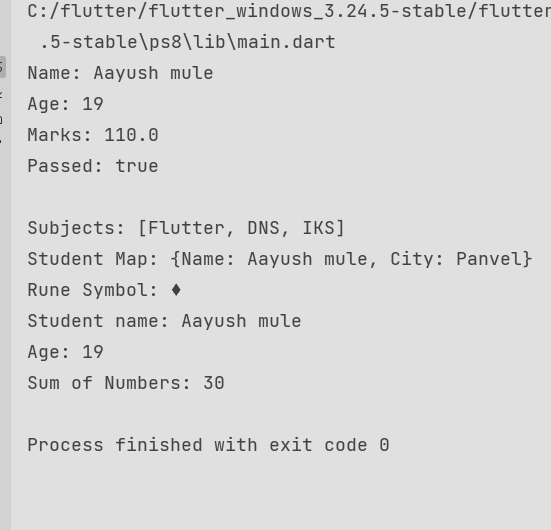 C:/flutter/flutter_windows_3.24.5-stable/flutter
.5-stable\ps8\lib\main.dart
Name: Aayush mule
Age: 19
Marks: 110.0
Passed: true
Subjects: [Flutter, DNS, IKS]
Student Map: {Name: Aayush mule, City: Panvel}
Rune Symbol: ♦
Student name: Aayush mule
Age: 19
Sum of Numbers: 30
Process finished with exit code 0